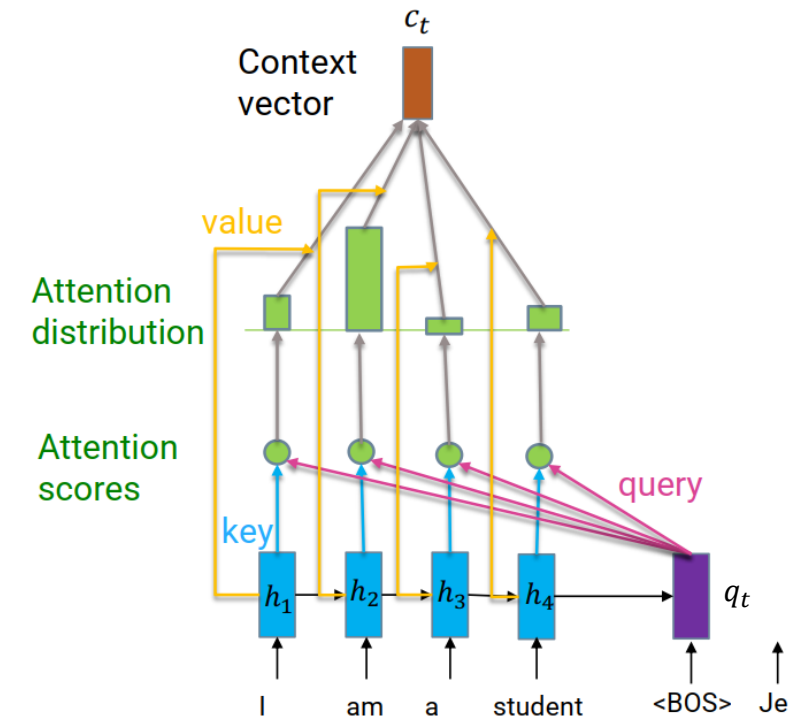 c_t
Context
vector
value
Attention
distribution
Attention
scores
query
key
h_1 h_2 h_3 h_4 q_t
I am a student <BOS> Je